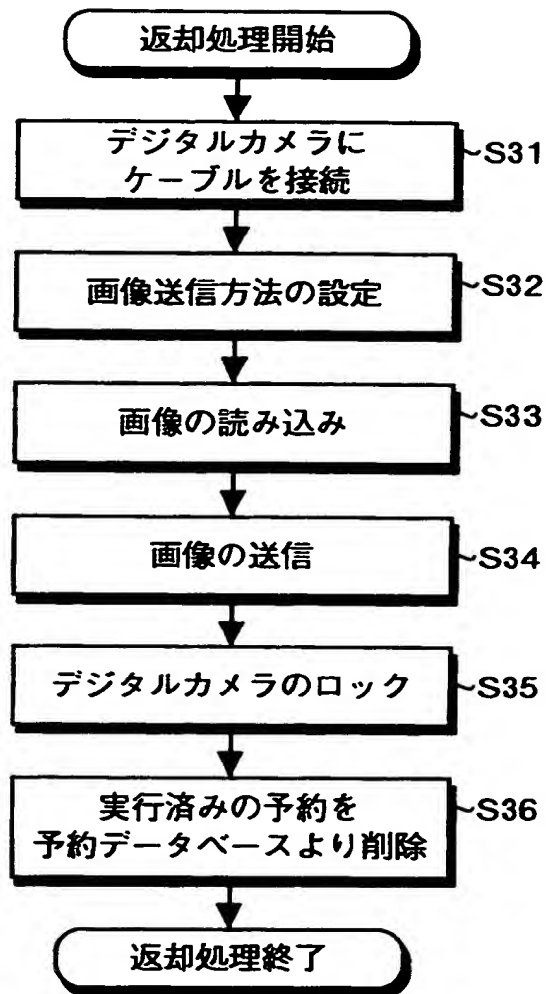 返却処理開始
デジタルカメラに
ケーブルを接続
~S31
画像送信方法の設定
~S32
画像の読み込み
~S33
画像の送信
~S34
デジタルカメラのロック
~S35
実行済みの予約を
予約データベースより削除
~S36
返却処理終了